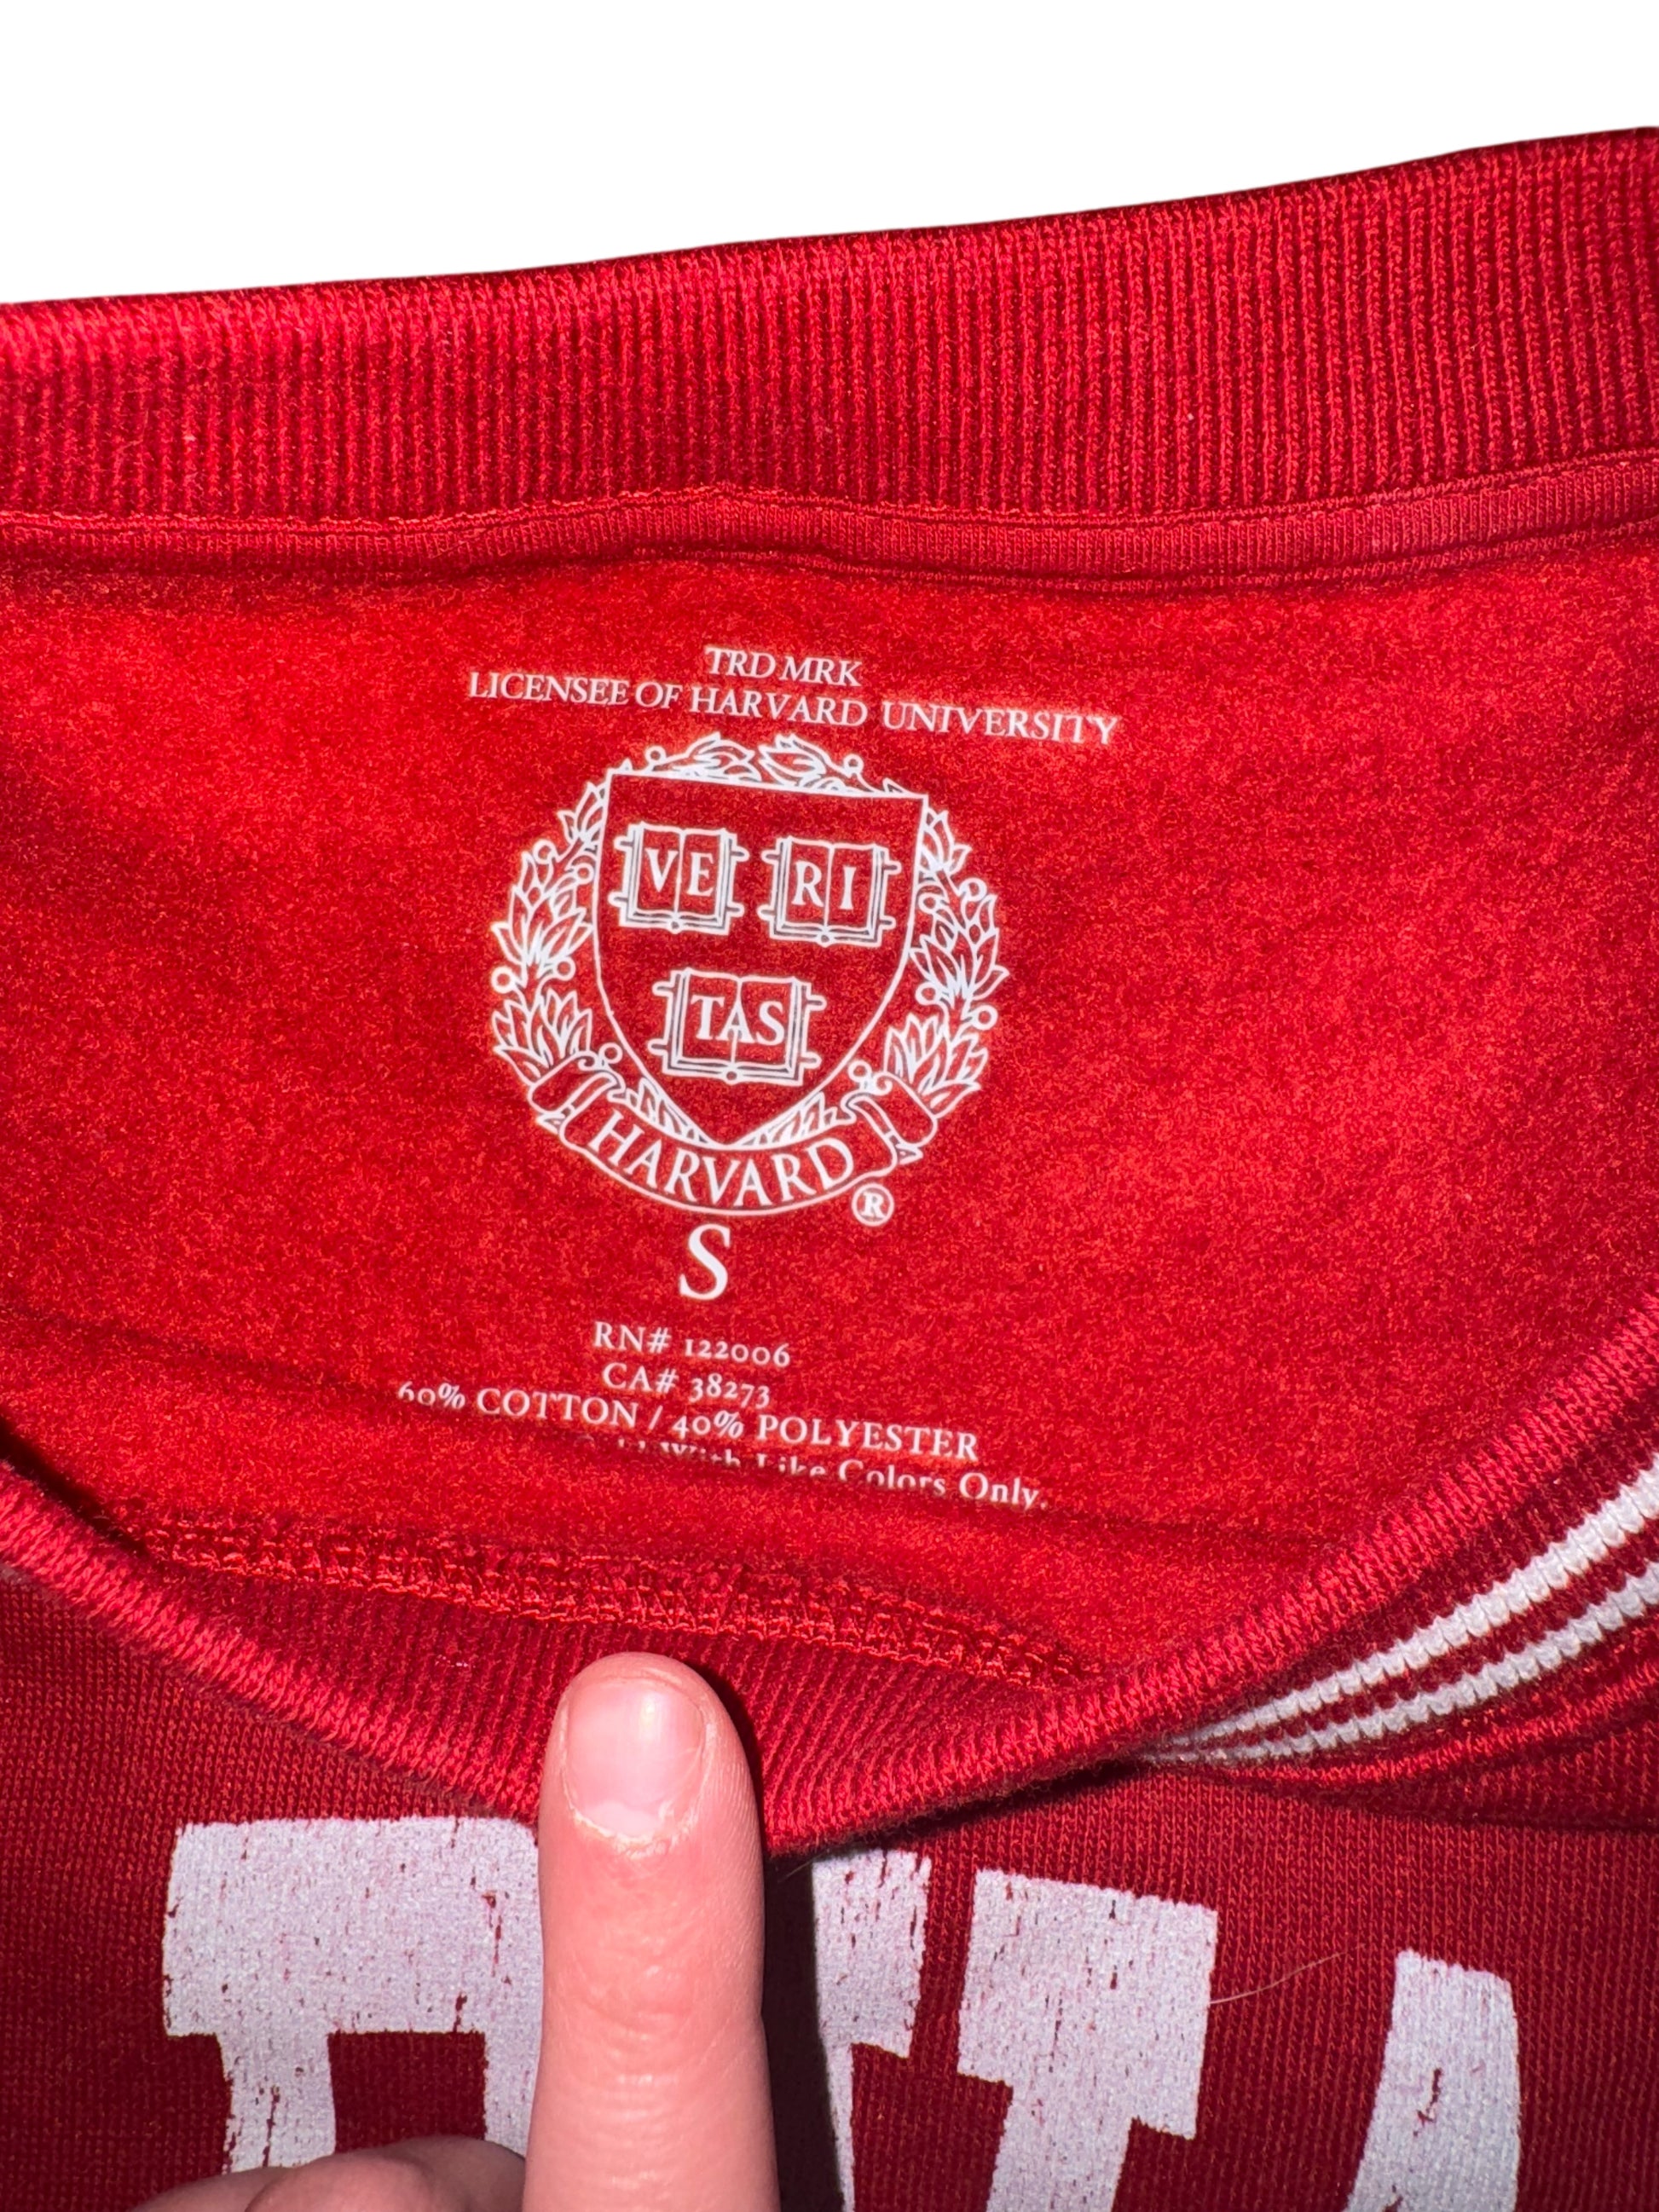 TRD MRK
LICENSEE OF HARVARD UNIVERSITY
VE RI
TAS
HARVARD®
S
RN# 122006
CA# 38273
60% COTTON / 40% POLYESTER
With Like Colors Only.